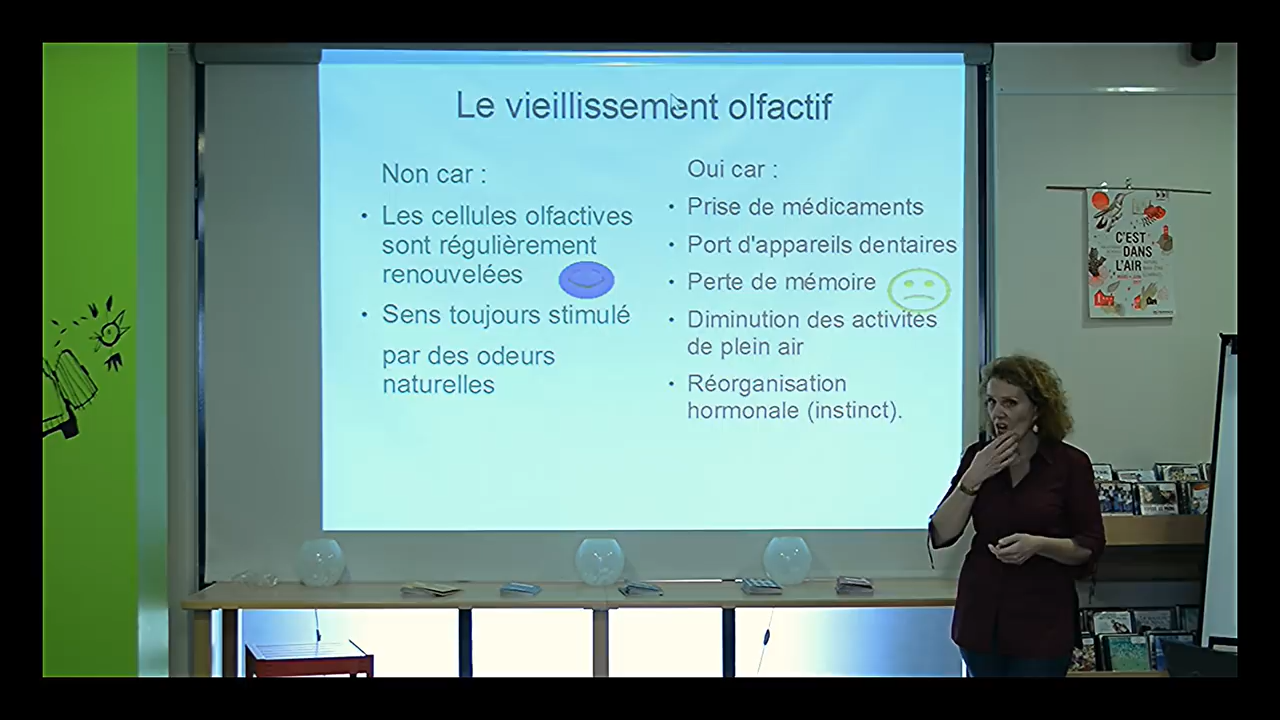 Le vieillissement olfactif
Non car :
• Les cellules olfactives
sont régulièrement
renouvelées
• Sens toujours stimulé
par des odeurs
naturelles
Oui car :
• Prise de médicaments
• Port d'appareils dentaires
• Perte de mémoire
• Diminution des activités
de plein air
• Réorganisation
hormonale (instinct).
C'EST
DANS
L'AIR